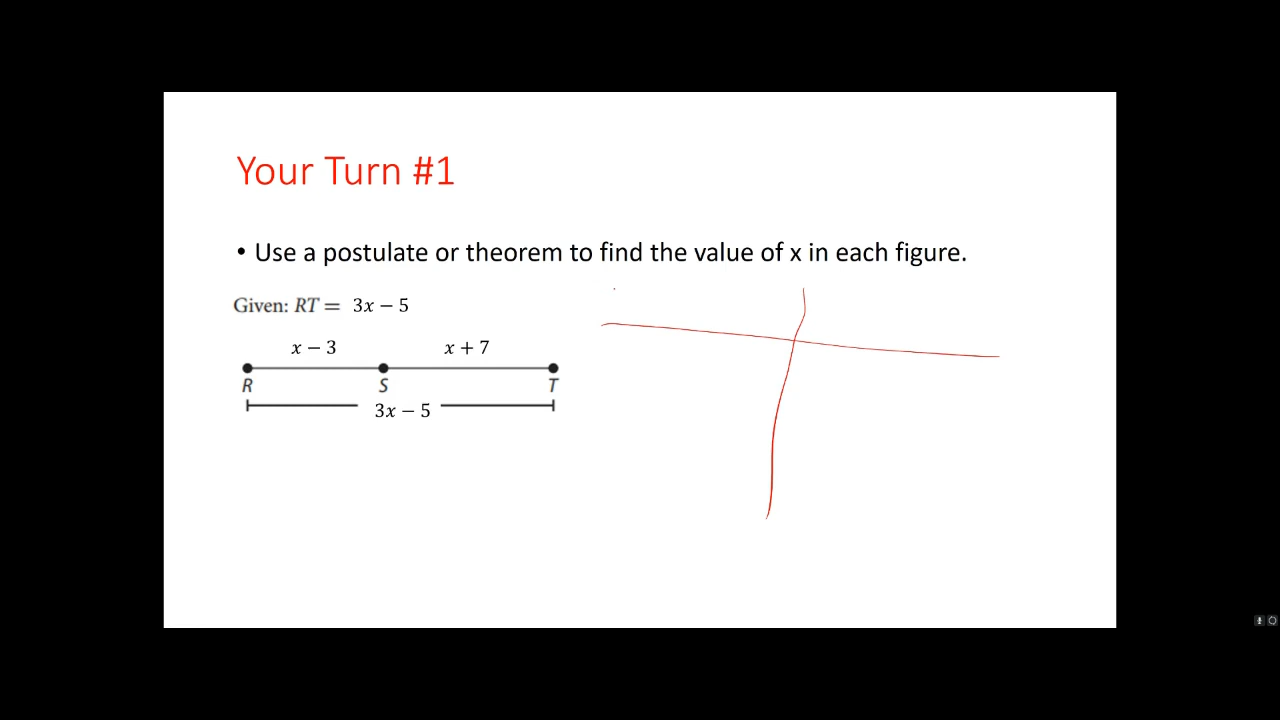 Your Turn #1
• Use a postulate or theorem to find the value of x in each figure.
Given: RT = 3x − 5
x − 3 x + 7
R S T
3x − 5